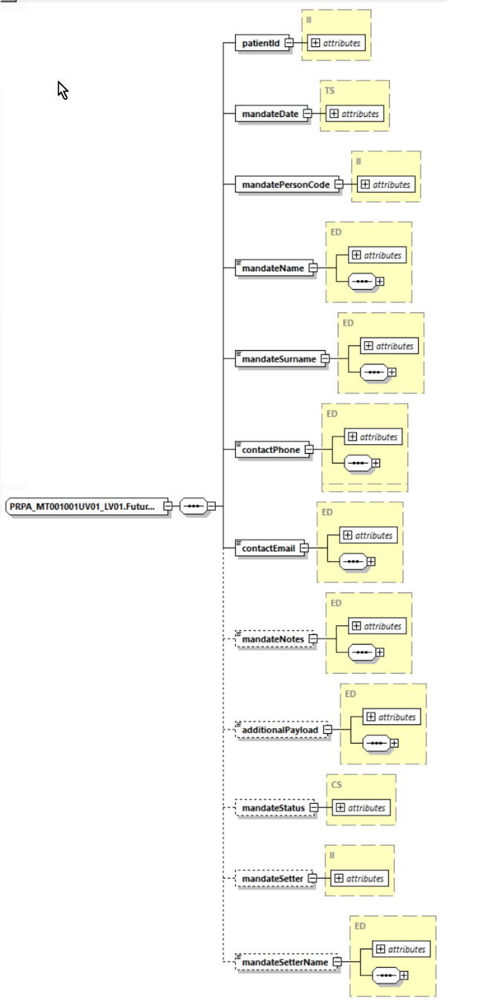 II
patientId
attributes
TS
mandateDate
attributes
II
mandatePersonCode
attributes
ED
attributes
mandateName
ED
attributes
mandateSurname
ED
attributes
contactPhone
PRPA_MT001001UV01_LV01.Futur...
ED
attributes
contactEmail
ED
attributes
mandateNotes
ED
attributes
additionalPayload
CS
mandateStatus
attributes
II
mandateSetter
attributes
ED
attributes
mandateSetterName